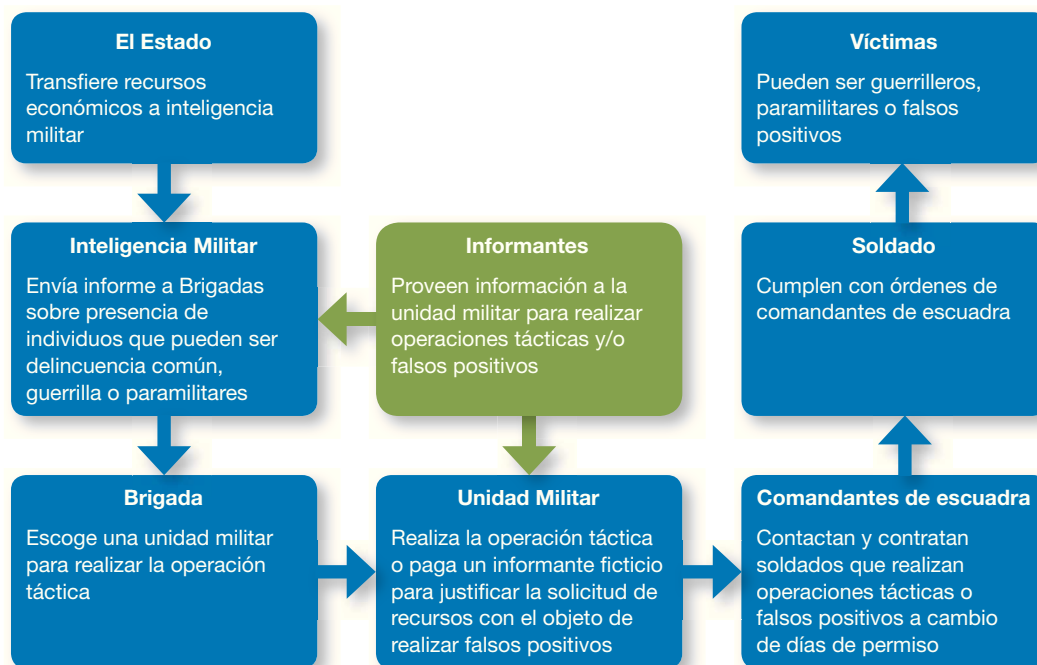 El Estado
Transfiere recursos
económicos a inteligencia
militar
Inteligencia Militar
Envía informe a Brigadas
sobre presencia de
individuos que pueden ser
delincuencia común,
guerrilla o paramilitares
Brigada
Escoge una unidad militar
para realizar la operación
táctica
Informantes
Proveen información a la
unidad militar para realizar
operaciones tácticas y/o
falsos positivos
Unidad Militar
Realiza la operación táctica
o paga un informante ficticio
para justificar la solicitud de
recursos con el objeto de
realizar falsos positivos
Comandantes de escuadra
Contactan y contratan
soldados que realizan
operaciones tácticas o
falsos positivos a cambio
de días de permiso
Soldado
Cumplen con órdenes de
comandantes de escuadra
Víctimas
Pueden ser guerrilleros,
paramilitares o falsos
positivos